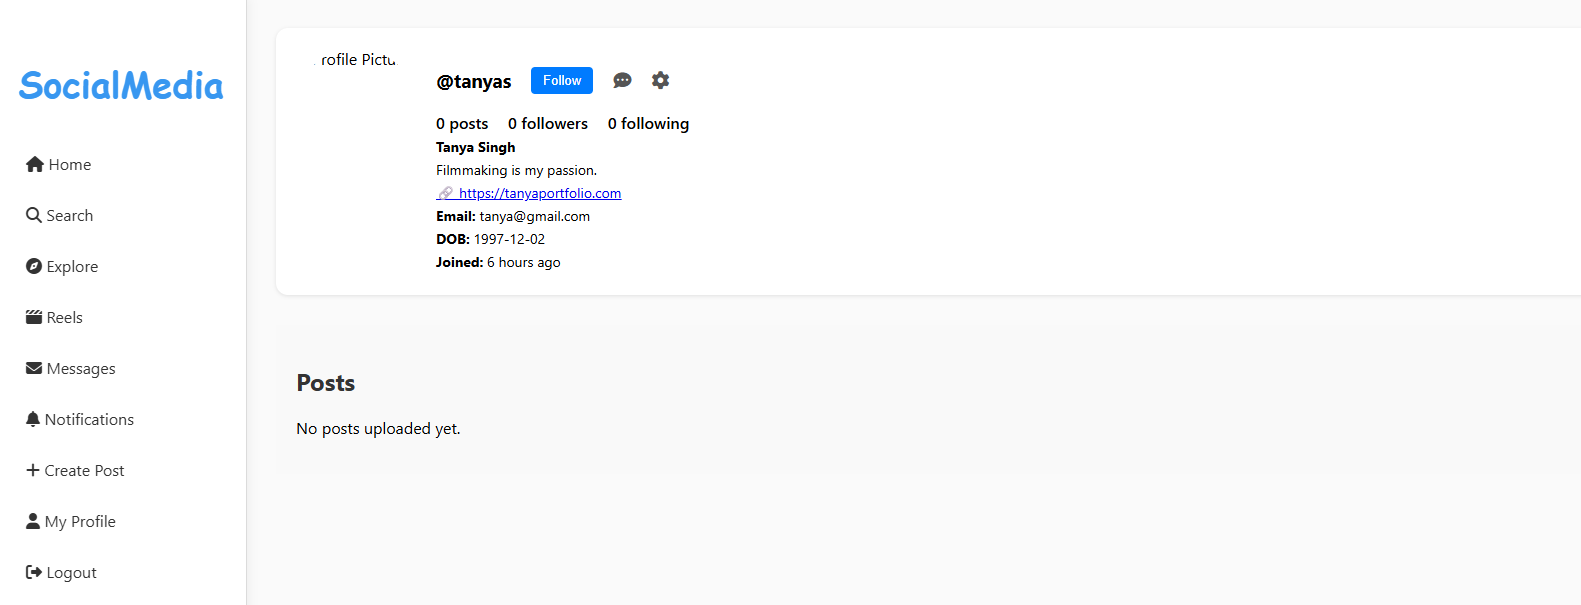 SocialMedia
Home
Search
Explore
Reels
Messages
Notifications
Create Post
My Profile
Logout
rofile Pictu
@tanyas Follow
0 posts 0 followers 0 following
Tanya Singh
Filmmaking is my passion.
https://tanyaportfolio.com
Email: tanya@gmail.com
DOB: 1997-12-02
Joined: 6 hours ago
Posts
No posts uploaded yet.